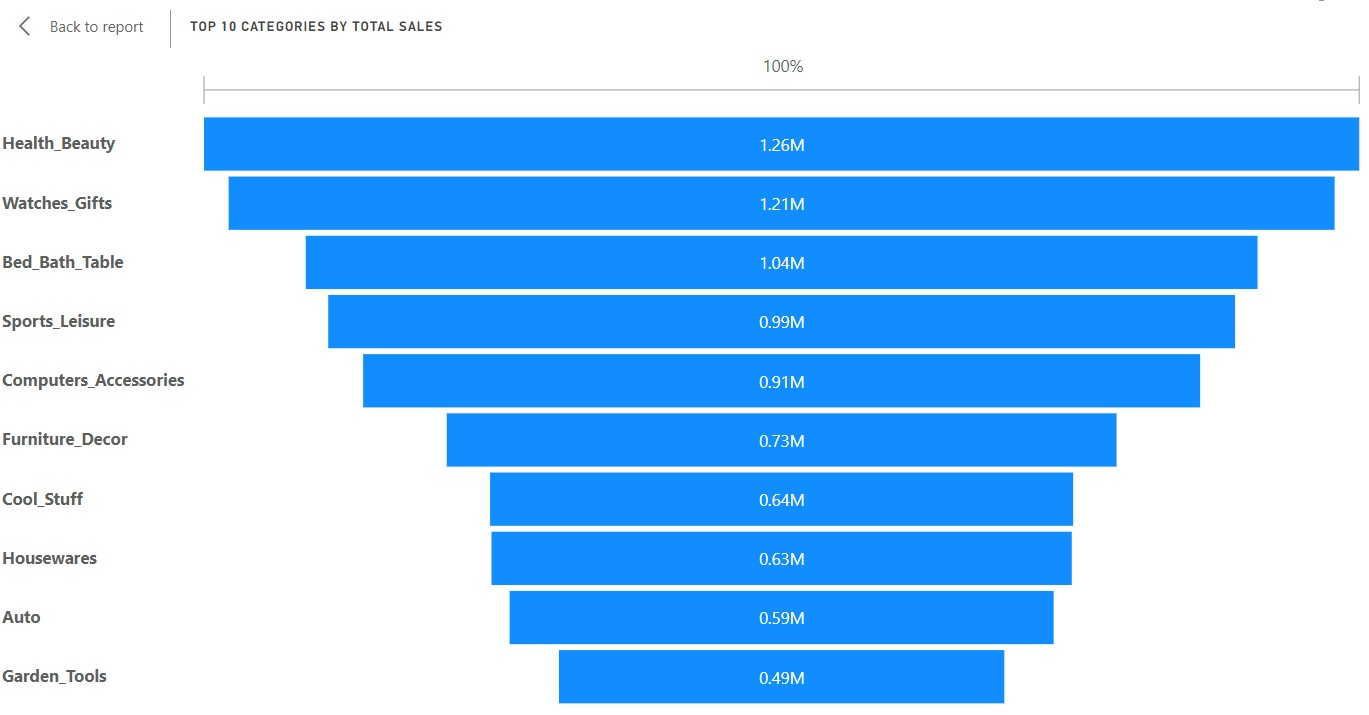 Back to report
TOP 10 CATEGORIES BY TOTAL SALES
100%
Health_Beauty 1.26M
Watches_Gifts 1.21M
Bed_Bath_Table 1.04M
Sports_Leisure 0.99M
Computers_Accessories 0.91M
Furniture_Decor 0.73M
Cool_Stuff 0.64M
Housewares 0.63M
Auto 0.59M
Garden_Tools 0.49M